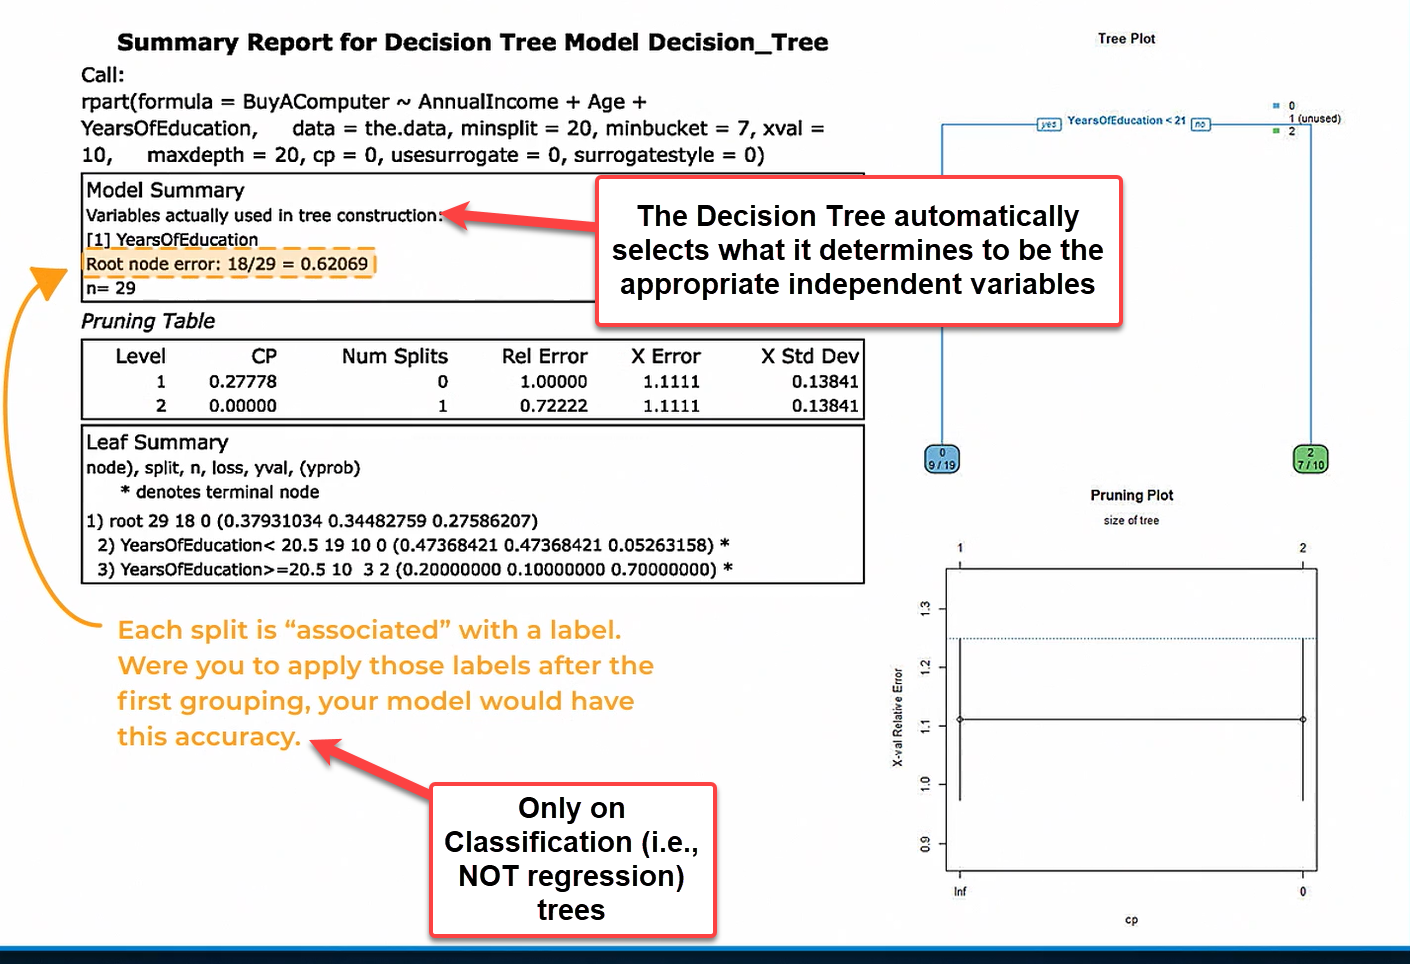 Summary Report for Decision Tree Model Decision_Tree
Call:
rpart(formula = BuyAComputer ~ AnnualIncome + Age +
YearsOfEducation, data = the.data, minsplit = 20, minbucket = 7, xval =
10, maxdepth = 20, cp = 0, usesurrogate = 0, surrogatestyle = 0)
Model Summary
Variables actually used in tree construction:
[1] YearsOfEducation
Root node error: 18/29 = 0.62069
n= 29
The Decision Tree automatically
selects what it determines to be the
appropriate independent variables
Pruning Table
Level CP Num Splits Rel Error X Error X Std Dev
1 0.27778 0 1.00000 1.1111 0.13841
2 0.00000 1 0.72222 1.1111 0.13841
Leaf Summary
node), split, n, loss, yval, (yprob)
* denotes terminal node
1) root 29 18 0 (0.37931034 0.34482759 0.27586207)
2) YearsOfEducation< 20.5 19 10 0 (0.47368421 0.47368421 0.05263158) *
3) YearsOfEducation>=20.5 10 3 2 (0.20000000 0.10000000 0.70000000) *
Each split is “associated” with a label.
Were you to apply those labels after the
first grouping, your model would have
this accuracy.
Only on
Classification (i.e.,
NOT regression)
trees
Tree Plot
0
1 (unused)
2
yes YearsOfEducation < 21 no
0
9 / 19
2
7 / 10
Pruning Plot
size of tree
1 2
X-val Relative Error
1.3
1.2
1.1
1.0
0.9
Inf 0
cp